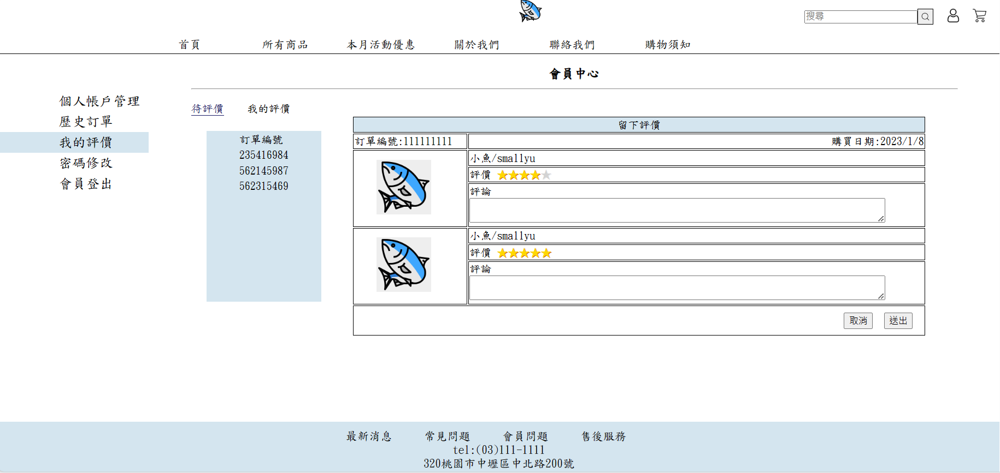 搜尋
首頁 所有商品 本月活動優惠 關於我們 聯絡我們 購物須知
會員中心
個人帳戶管理
歷史訂單
我的評價
密碼修改
會員登出
待評價 我的評價
訂單編號
235416984
562145987
562315469
留下評價
訂單編號:111111111 購買日期:2023/1/8
小魚/smallyu
評價 ★★★★★
評論
小魚/smallyu
評價 ★★★★★
評論
取消 送出
最新消息 常見問題 會員問題 售後服務
tel:(03)111-1111
320桃園市中壢區中北路200號